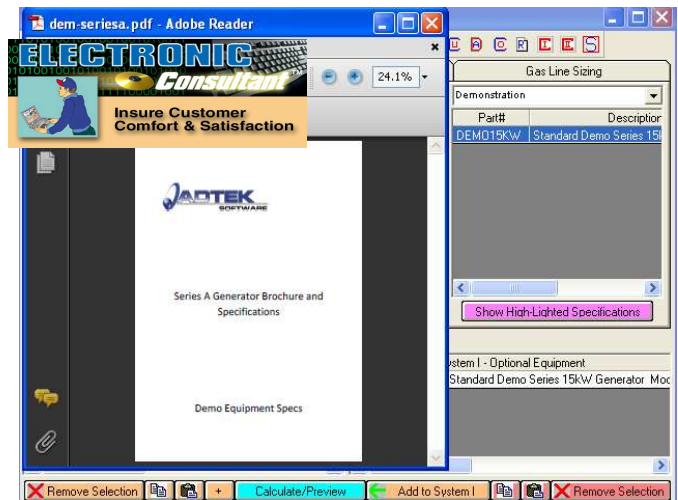 dem-seriesa.pdf - Adobe Reader
ELECTRONIC
Consultant
Insure Customer
Comfort & Satisfaction
24.1%
ADTEK
SOFTWARE
Series A Generator Brochure and
Specifications
Demo Equipment Specs
Gas Line Sizing
Demonstration
Part# Description
DEMO15KW Standard Demo Series 15k
Show High-Lighted Specifications
stem I - Optional Equipment
Standard Demo Series 15kW Generator Mod
Remove Selection + Calculate/Preview Add to System I Remove Selection